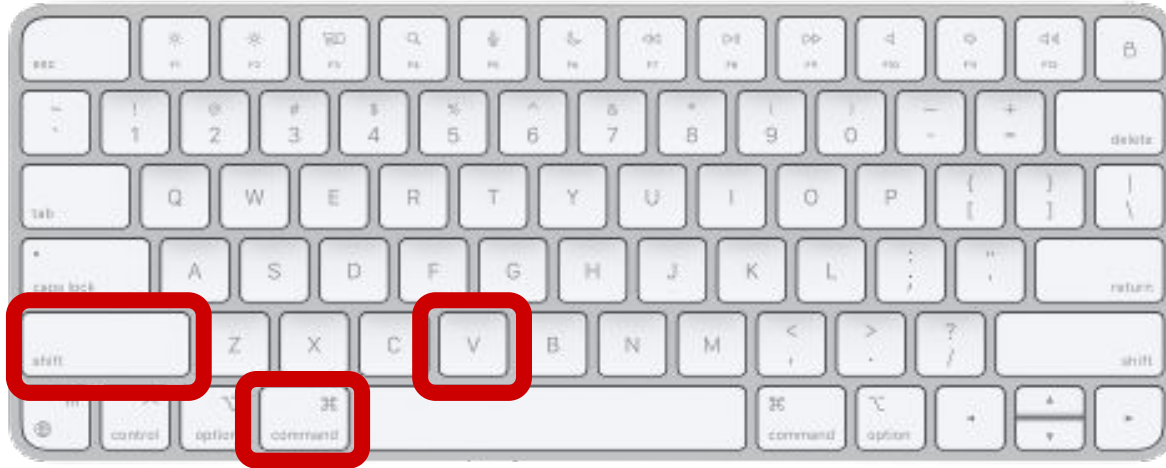 esc F1 F2 F3 F4 F5 F6 F7 F8 F9 F10 F11 F12
~ ! @ # $ % ^ & * ( ) — +
` 1 2 3 4 5 6 7 8 9 0 - = delete
tab Q W E R T Y U I O P { } |
[ ] \
caps lock A S D F G H J K L : " return
; '
shift Z X C V B N M < > ? shift
, . /
⌥ ⌘ ⌘ ⌥
control option command command option